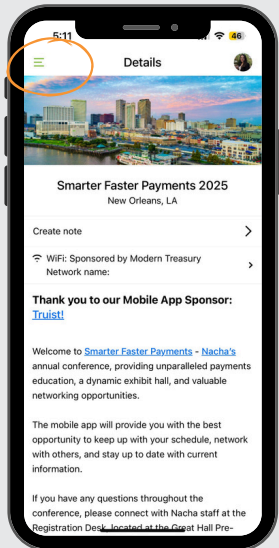 5:11
46
Details
Smarter Faster Payments 2025
New Orleans, LA
Create note
WiFi: Sponsored by Modern Treasury
Network name:
Thank you to our Mobile App Sponsor:
Truist!
Welcome to Smarter Faster Payments - Nacha's
annual conference, providing unparalleled payments
education, a dynamic exhibit hall, and valuable
networking opportunities.
The mobile app will provide you with the best
opportunity to keep up with your schedule, network
with others, and stay up to date with current
information.
If you have any questions throughout the
conference, please connect with Nacha staff at the
Registration Desk, located at the Great Hall Pre-